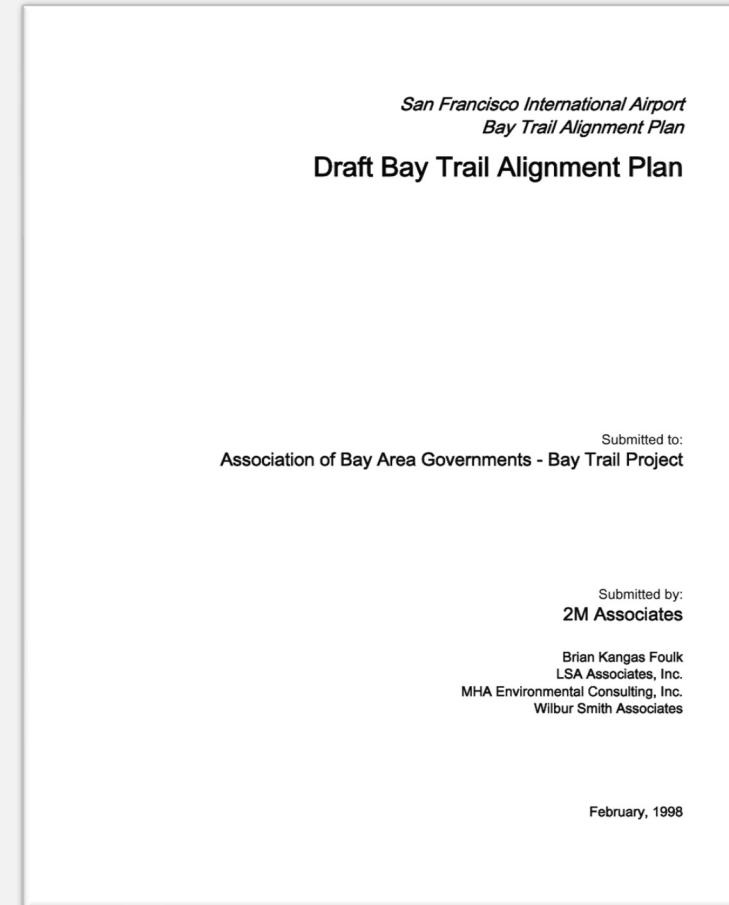 San Francisco International Airport
Bay Trail Alignment Plan
Draft Bay Trail Alignment Plan
Submitted to:
Association of Bay Area Governments - Bay Trail Project
Submitted by:
2M Associates
Brian Kangas Foulk
LSA Associates, Inc.
MHA Environmental Consulting, Inc.
Wilbur Smith Associates
February, 1998